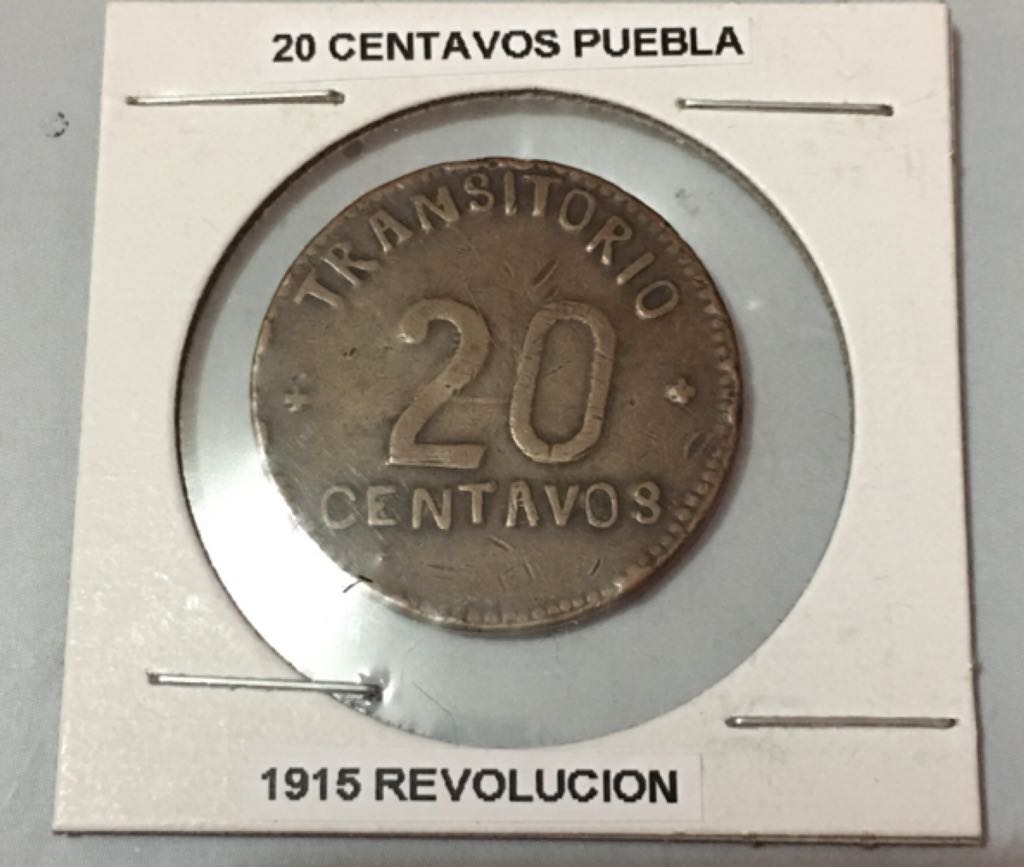 20 CENTAVOS PUEBLA
TRANSITORIO
20
CENTAVOS
1915 REVOLUCION